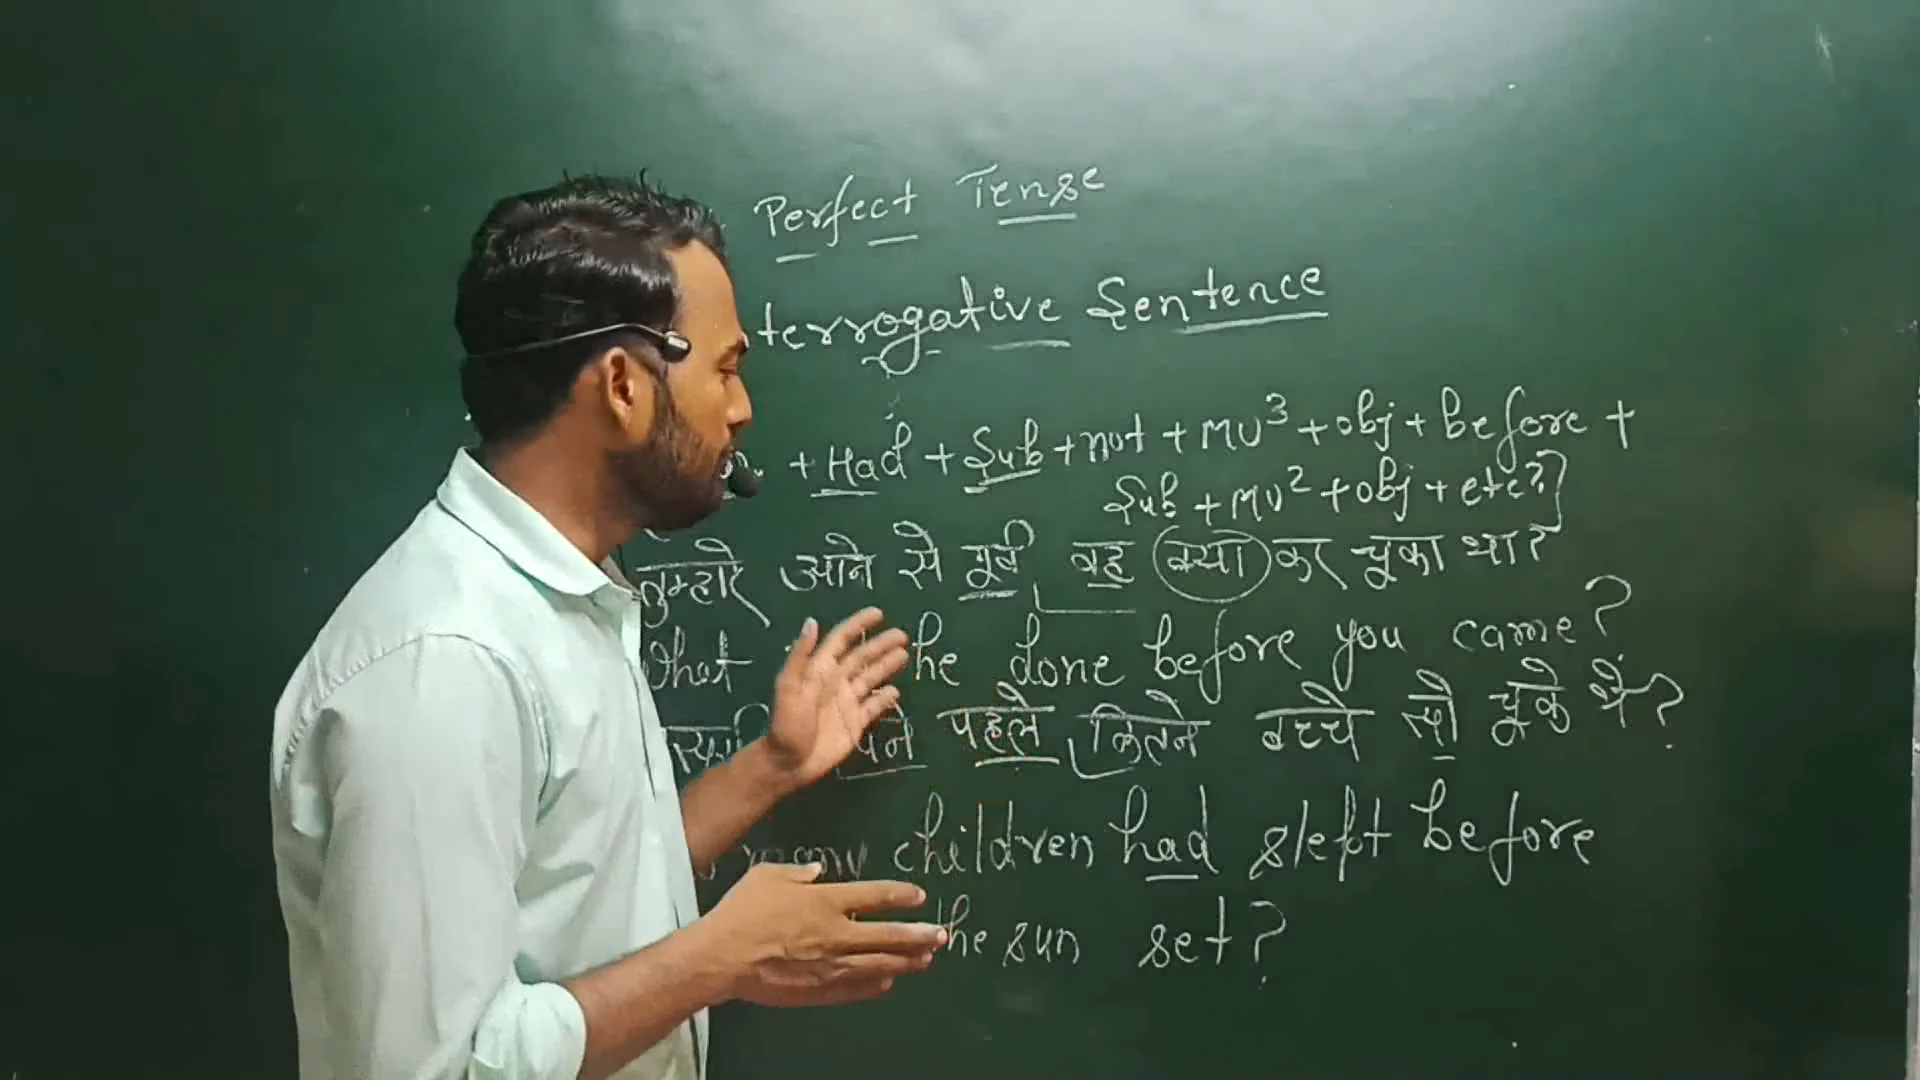 Perfect Tense
terrogative Sentence
+ Had + Sub + not + MV³ + obj + before +
Sub + MV² + obj + etc?]
तुम्हारे आने से पूर्व वह क्या कर चूका था?
What he done before you came?
पहले कितने बच्चे सो चूके थे?
many children had slept before
the sun set?